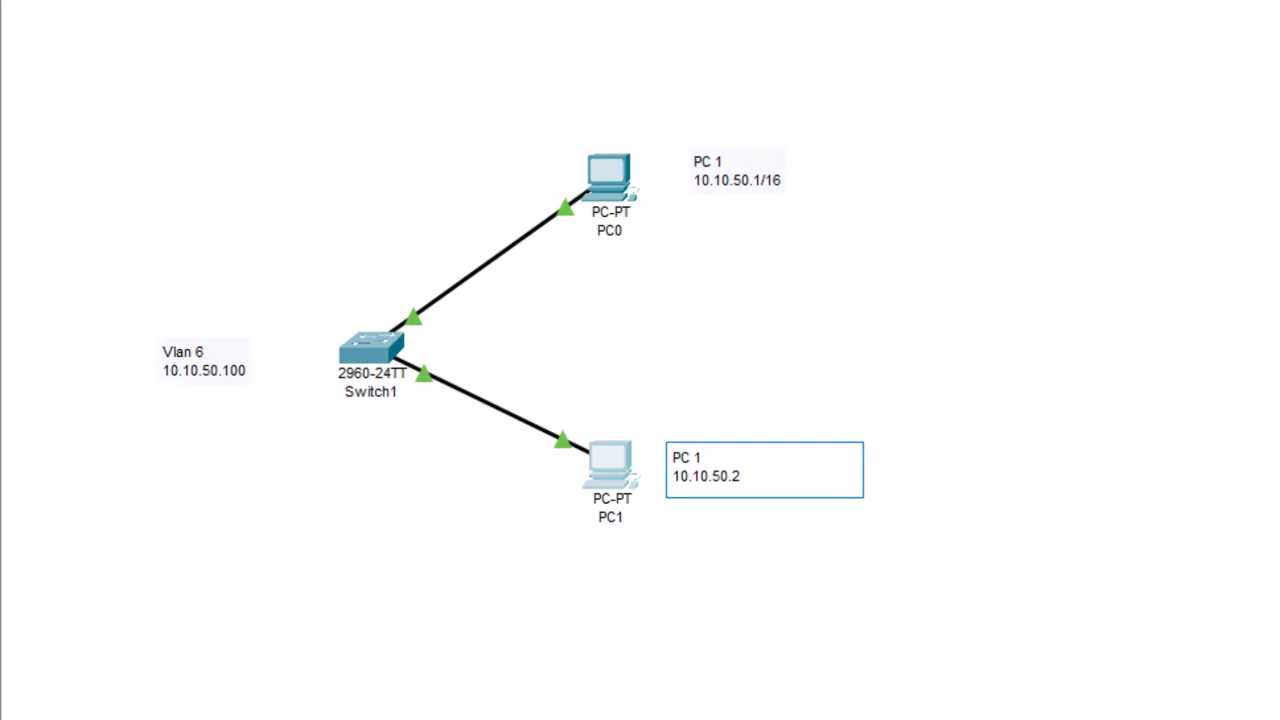 PC 1
10.10.50.1/16
PC-PT
PC0
Vlan 6
10.10.50.100
2960-24TT
Switch1
PC 1
10.10.50.2
PC-PT
PC1